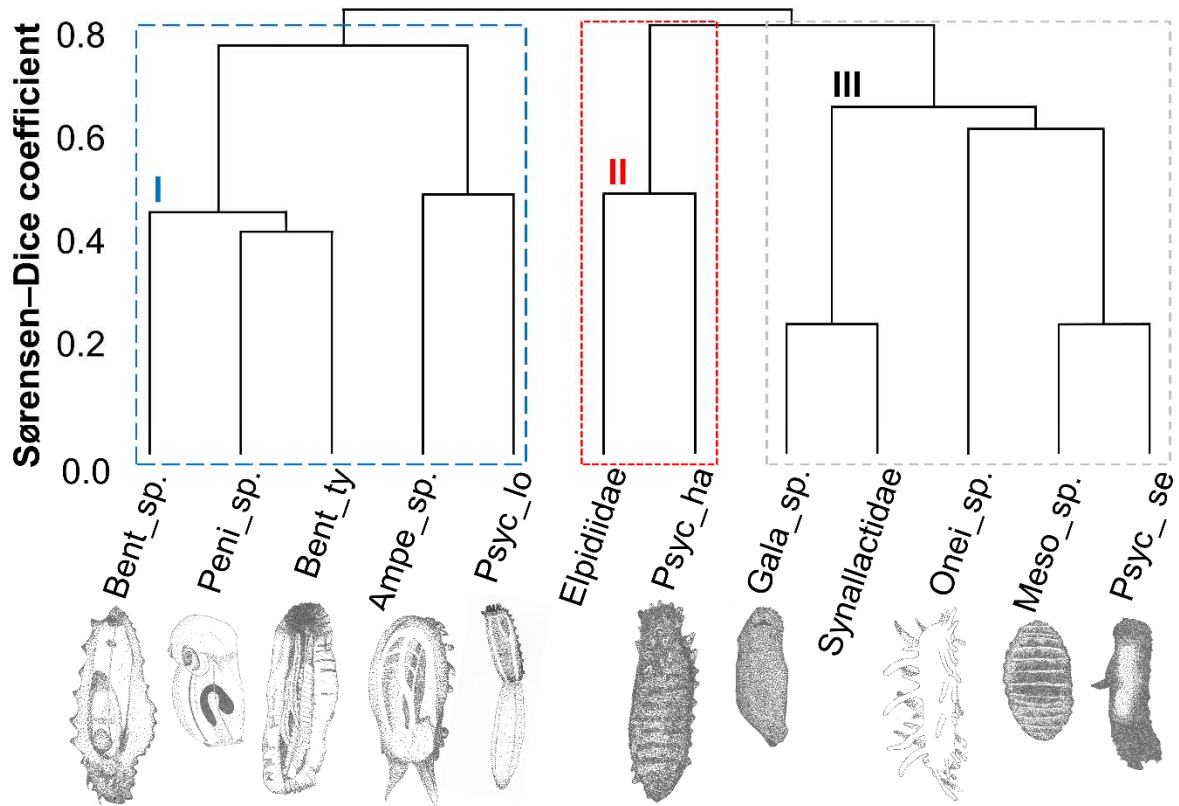 Sørensen–Dice coefficient
0.8
0.6
0.4
0.2
0.0
I
II
III
Bent_sp.
Peni_sp.
Bent_ty
Ampe_sp.
Psyc_lo
Elpidiidae
Psyc_ha
Gala_sp.
Synallactidae
Onei_sp.
Meso_sp.
Psyc_ se